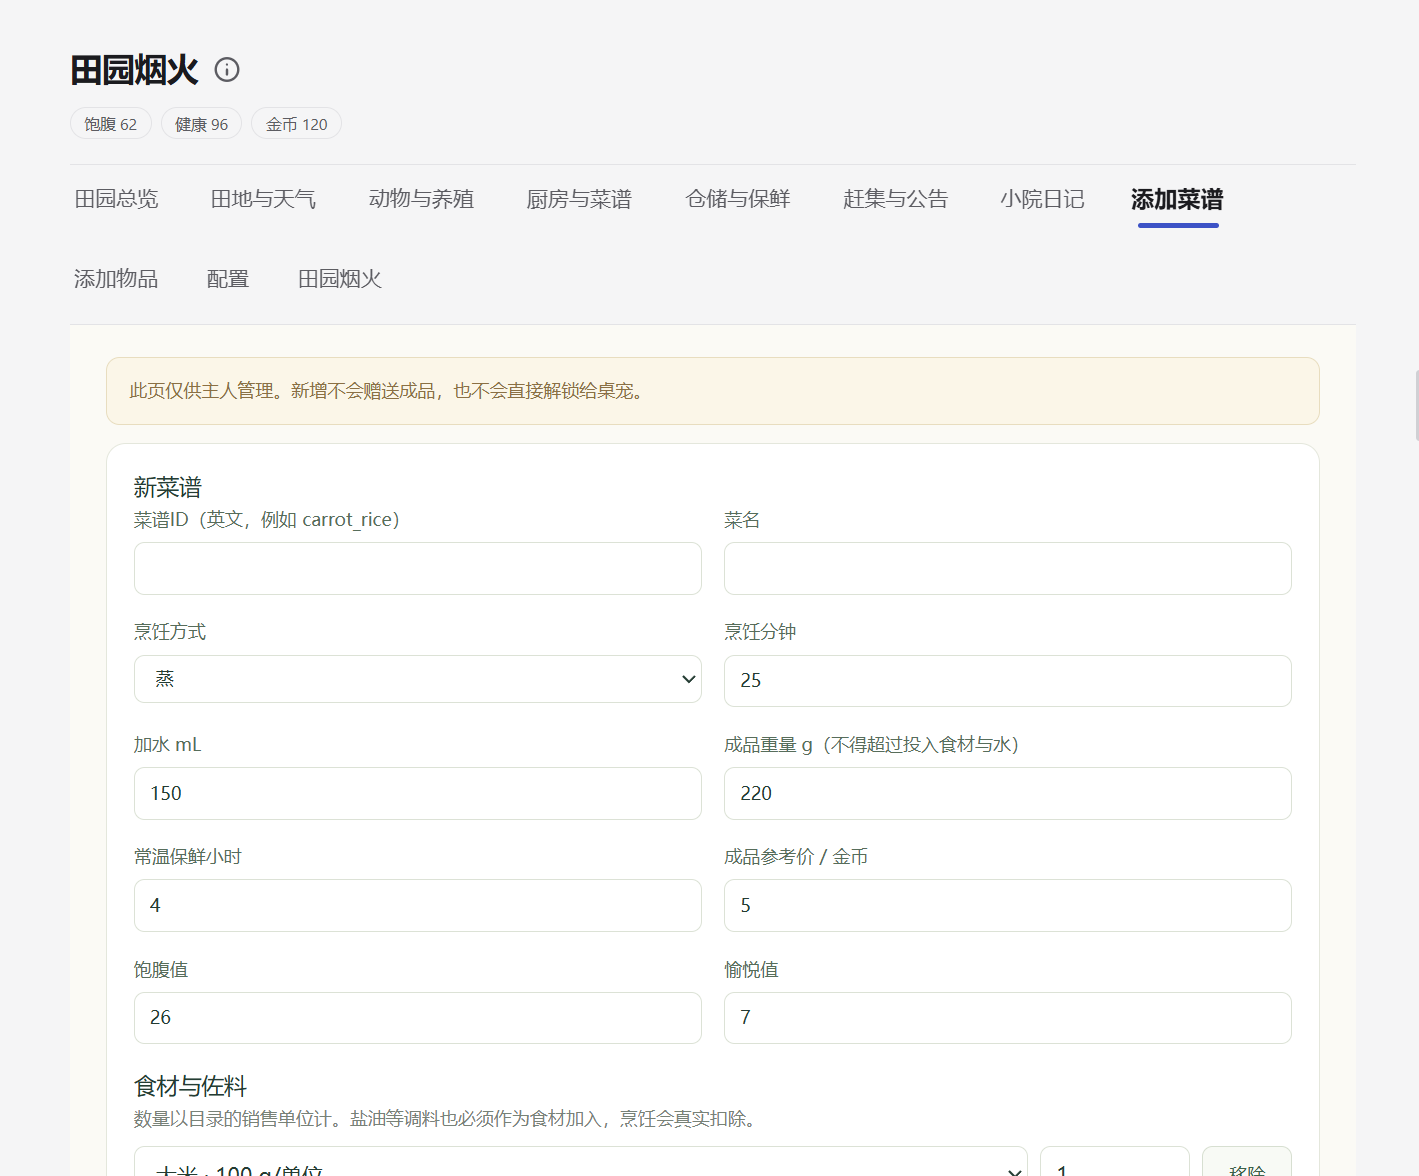 田园烟火
饱腹 62 健康 96 金币 120
田园总览 田地与天气 动物与养殖 厨房与菜谱 仓储与保鲜 赶集与公告 小院日记 添加菜谱
添加物品 配置 田园烟火
此页仅供主人管理。新增不会赠送成品，也不会直接解锁给桌宠。
新菜谱
菜谱ID（英文，例如 carrot_rice） 菜名
烹饪方式 烹饪分钟
蒸 25
加水 mL 成品重量 g（不得超过投入食材与水）
150 220
常温保鲜小时 成品参考价 / 金币
4 5
饱腹值 愉悦值
26 7
食材与佐料
数量以目录的销售单位计。盐油等调料也必须作为食材加入，烹饪会真实扣除。
大米 · 100 g/单位 1 移除